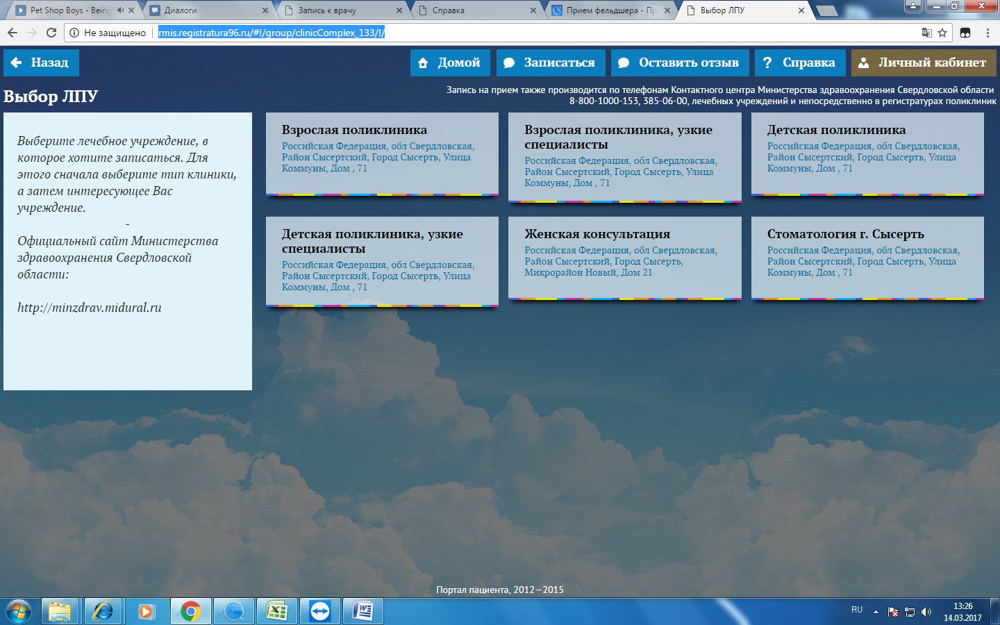 Pet Shop Boys - Being
Диалоги
Запись к врачу
Справка
Прием фельдшера - Пр
Выбор ЛПУ
Не защищено
rmis.registratura96.ru/#!/group/clinicComplex_133/!/
Назад
Домой
Записаться
Оставить отзыв
Справка
Личный кабинет
Выбор ЛПУ
Запись на прием также производится по телефонам Контактного центра Министерства здравоохранения Свердловской области
8-800-1000-153, 385-06-00, лечебных учреждений и непосредственно в регистратурах поликлиник
Выберите лечебное учреждение, в
которое хотите записаться. Для
этого сначала выберите тип клиники,
а затем интересующее Вас
учреждение.
-
Официальный сайт Министерства
здравоохранения Свердловской
области:
http://minzdrav.midural.ru
Взрослая поликлиника
Российская Федерация, обл Свердловская,
Район Сысертский, Город Сысерть, Улица
Коммуны, Дом , 71
Взрослая поликлиника, узкие
специалисты
Российская Федерация, обл Свердловская,
Район Сысертский, Город Сысерть, Улица
Коммуны, Дом , 71
Детская поликлиника
Российская Федерация, обл Свердловская,
Район Сысертский, Город Сысерть, Улица
Коммуны, Дом , 71
Детская поликлиника, узкие
специалисты
Российская Федерация, обл Свердловская,
Район Сысертский, Город Сысерть, Улица
Коммуны, Дом , 71
Женская консультация
Российская Федерация, обл Свердловская,
Район Сысертский, Город Сысерть,
Микрорайон Новый, Дом 21
Стоматология г. Сысерть
Российская Федерация, обл Свердловская,
Район Сысертский, Город Сысерть, Улица
Коммуны, Дом , 71
Портал пациента, 2012—2015
RU
13:26
14.03.2017